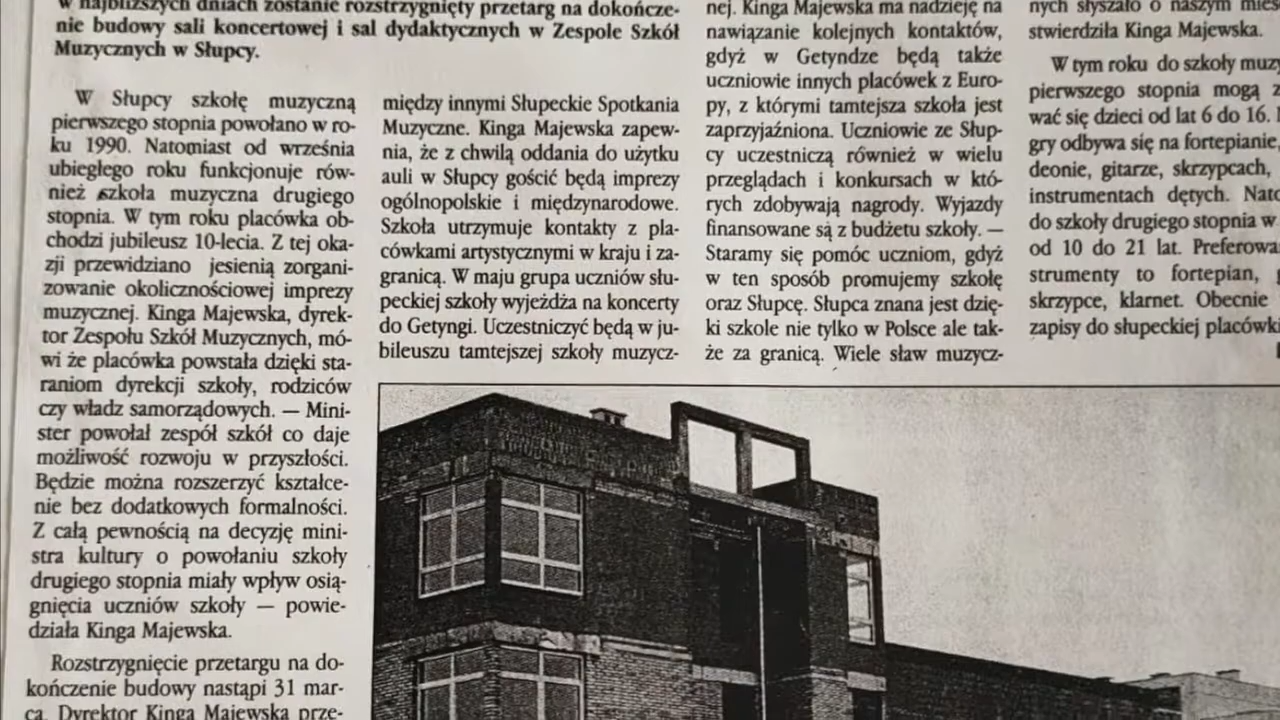 w najbliższych dniach zostanie rozstrzygnięty przetarg na dokończe-
nie budowy sali koncertowej i sal dydaktycznych w Zespole Szkół
Muzycznych w Słupcy.
W Słupcy szkołę muzyczną
pierwszego stopnia powołano w ro-
ku 1990. Natomiast od września
ubiegłego roku funkcjonuje rów-
nież szkoła muzyczna drugiego
stopnia. W tym roku placówka ob-
chodzi jubileusz 10-lecia. Z tej oka-
zji przewidziano jesienią zorgani-
zowanie okolicznościowej imprezy
muzycznej. Kinga Majewska, dyrek-
tor Zespołu Szkół Muzycznych, mó-
wi że placówka powstała dzięki sta-
raniom dyrekcji szkoły, rodziców
czy władz samorządowych. — Mini-
ster powołał zespół szkół co daje
możliwość rozwoju w przyszłości.
Będzie można rozszerzyć kształce-
nie bez dodatkowych formalności.
Z całą pewnością na decyzję mini-
stra kultury o powołaniu szkoły
drugiego stopnia miały wpływ osią-
gnięcia uczniów szkoły — powie-
działa Kinga Majewska.
Rozstrzygnięcie przetargu na do-
kończenie budowy nastąpi 31 mar-
ca. Dyrektor Kinga Majewska prze-
między innymi Słupeckie Spotkania
Muzyczne. Kinga Majewska zapew-
nia, że z chwilą oddania do użytku
auli w Słupcy gościć będą imprezy
ogólnopolskie i międzynarodowe.
Szkoła utrzymuje kontakty z pla-
cówkami artystycznymi w kraju i za-
granicą. W maju grupa uczniów słu-
peckiej szkoły wyjeżdża na koncerty
do Getyngi. Uczestniczyć będą w ju-
bileuszu tamtejszej szkoły muzycz-
nej. Kinga Majewska ma nadzieję na
nawiązanie kolejnych kontaktów,
gdyż w Getyndze będą także
uczniowie innych placówek z Euro-
py, z którymi tamtejsza szkoła jest
zaprzyjaźniona. Uczniowie ze Słup-
cy uczestniczą również w wielu
przeglądach i konkursach w któ-
rych zdobywają nagrody. Wyjazdy
finansowane są z budżetu szkoły. —
Staramy się pomóc uczniom, gdyż
w ten sposób promujemy szkołę
oraz Słupcę. Słupca znana jest dzię-
ki szkole nie tylko w Polsce ale tak-
że za granicą. Wiele sław muzycz-
nych słyszało o naszym mieś
stwierdziła Kinga Majewska.
W tym roku do szkoły muzy
pierwszego stopnia mogą z
wać się dzieci od lat 6 do 16.
gry odbywa się na fortepianie,
deonie, gitarze, skrzypcach,
instrumentach dętych. Nato
do szkoły drugiego stopnia w
od 10 do 21 lat. Preferowa
strumenty to fortepian,
skrzypce, klarnet. Obecnie
zapisy do słupeckiej placówki